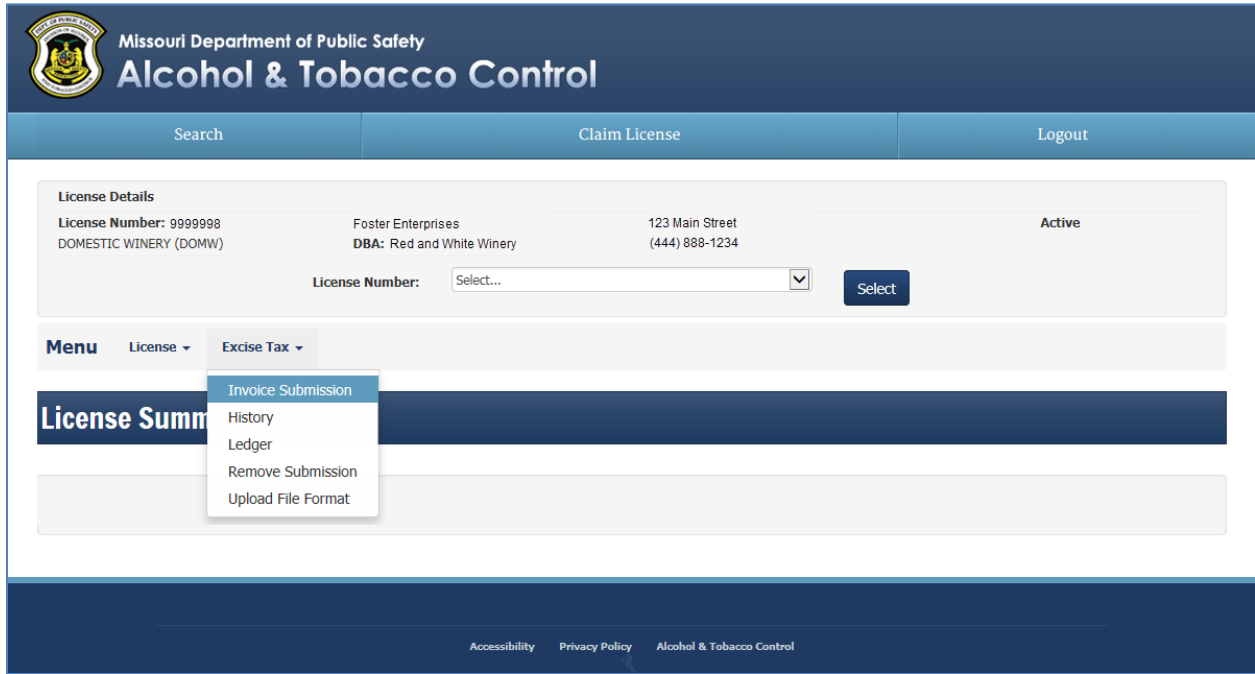 Missouri Department of Public Safety
Alcohol & Tobacco Control
Search Claim License Logout
License Details
License Number: 9999998 Foster Enterprises 123 Main Street Active
DOMESTIC WINERY (DOMW) DBA: Red and White Winery (444) 888-1234
License Number: Select... Select
Menu License Excise Tax
Invoice Submission
License Summ
History
Ledger
Remove Submission
Upload File Format
Accessibility Privacy Policy Alcohol & Tobacco Control